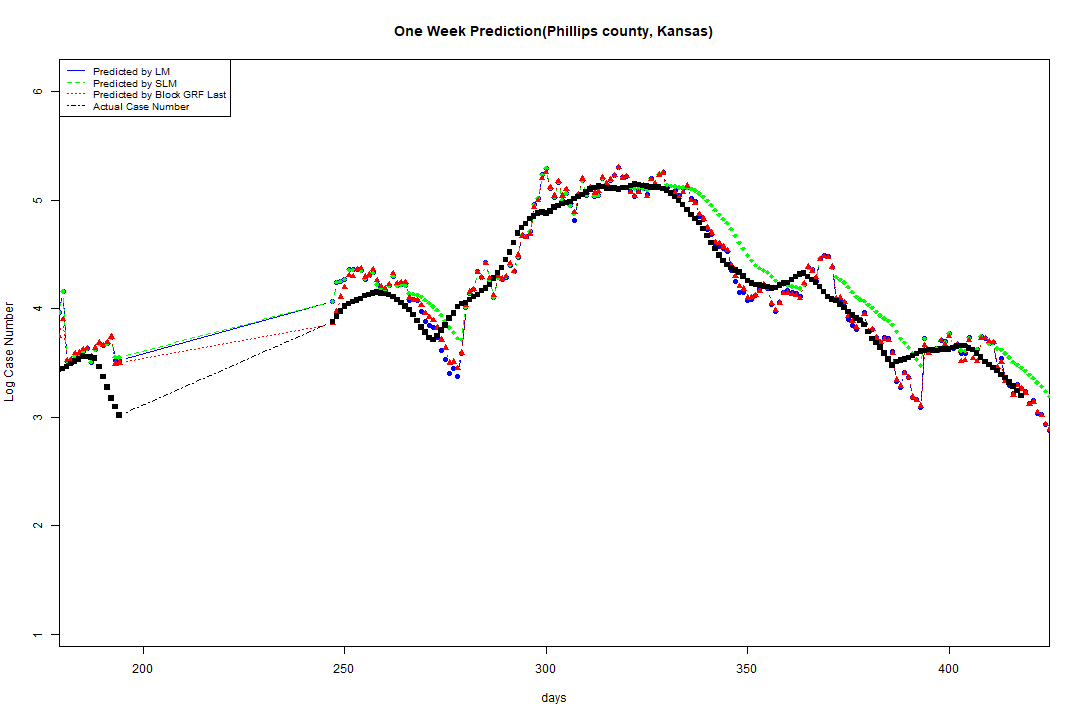 One Week Prediction(Phillips county, Kansas)
Predicted by LM
Predicted by SLM
Predicted by Block GRF Last
Actual Case Number
6
5
4
3
2
1
Log Case Number
200 250 300 350 400
days